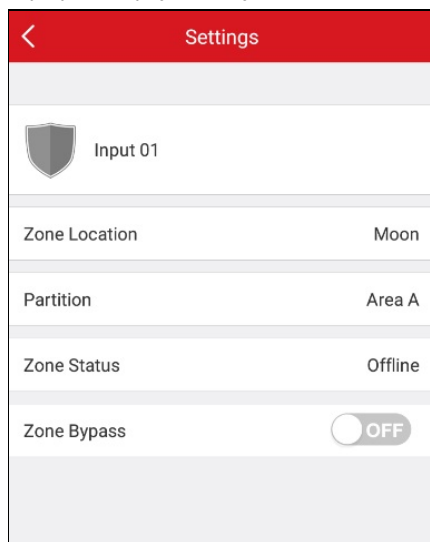 Settings
Input 01
Zone Location Moon
Partition Area A
Zone Status Offline
Zone Bypass OFF